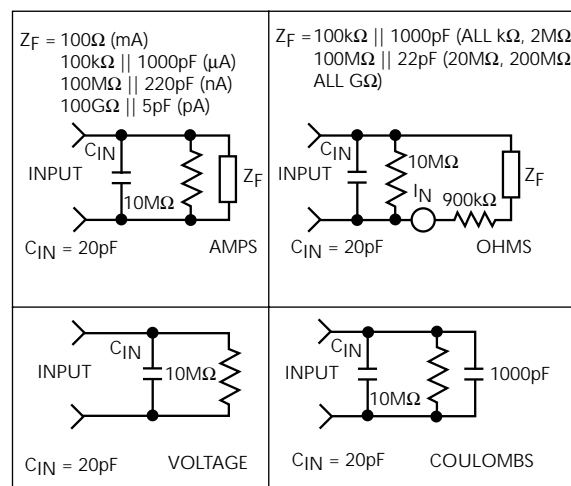 Z_F = 100Ω (mA)
100kΩ || 1000pF (µA)
100MΩ || 220pF (nA)
100GΩ || 5pF (pA)
C_IN
INPUT
10MΩ
Z_F
C_IN = 20pF
AMPS
Z_F = 100kΩ || 1000pF (ALL kΩ, 2MΩ)
100MΩ || 22pF (20MΩ, 200MΩ
ALL GΩ)
C_IN
10MΩ
INPUT
I_N
900kΩ
Z_F
C_IN = 20pF
OHMS
C_IN
INPUT
10MΩ
C_IN = 20pF
VOLTAGE
C_IN
INPUT
1000pF
10MΩ
C_IN = 20pF
COULOMBS